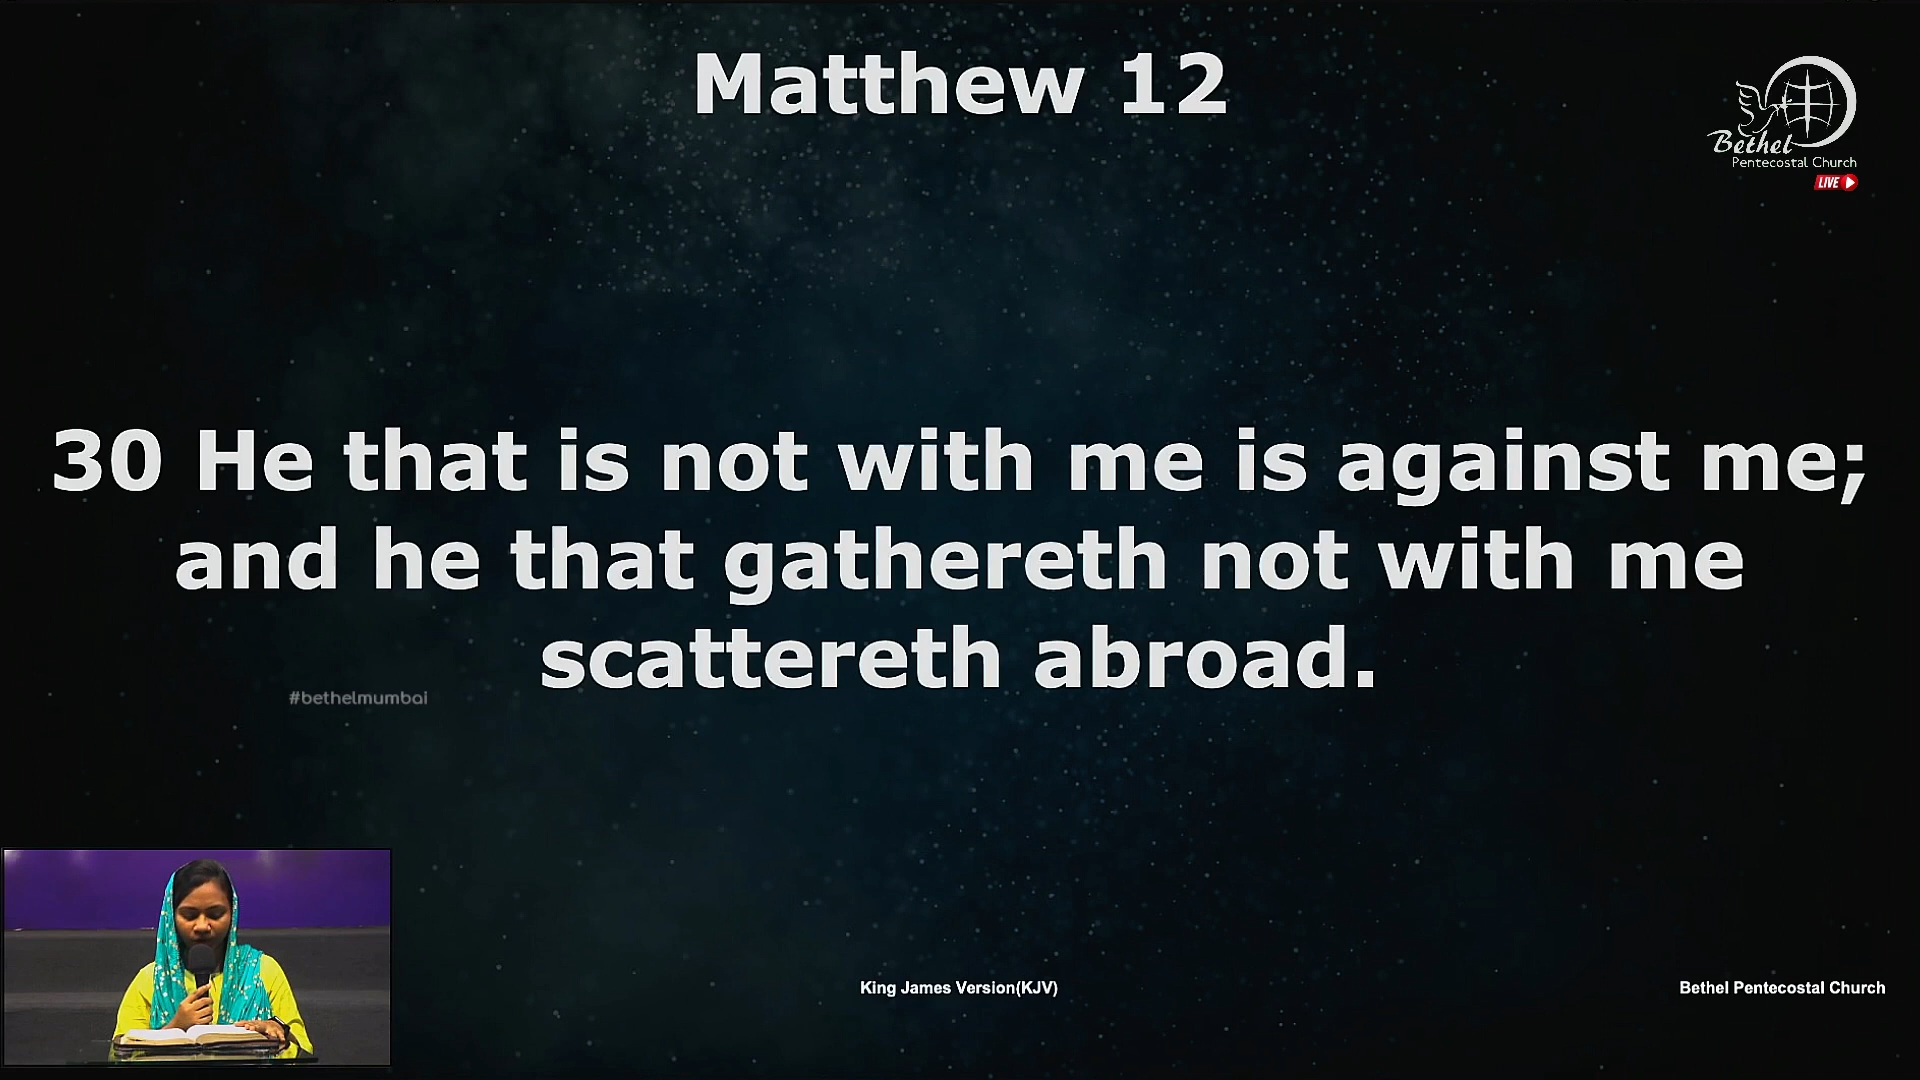 Matthew 12
Bethel
Pentecostal Church
LIVE
30 He that is not with me is against me;
and he that gathereth not with me
scattereth abroad.
#bethelmumbai
King James Version(KJV)
Bethel Pentecostal Church